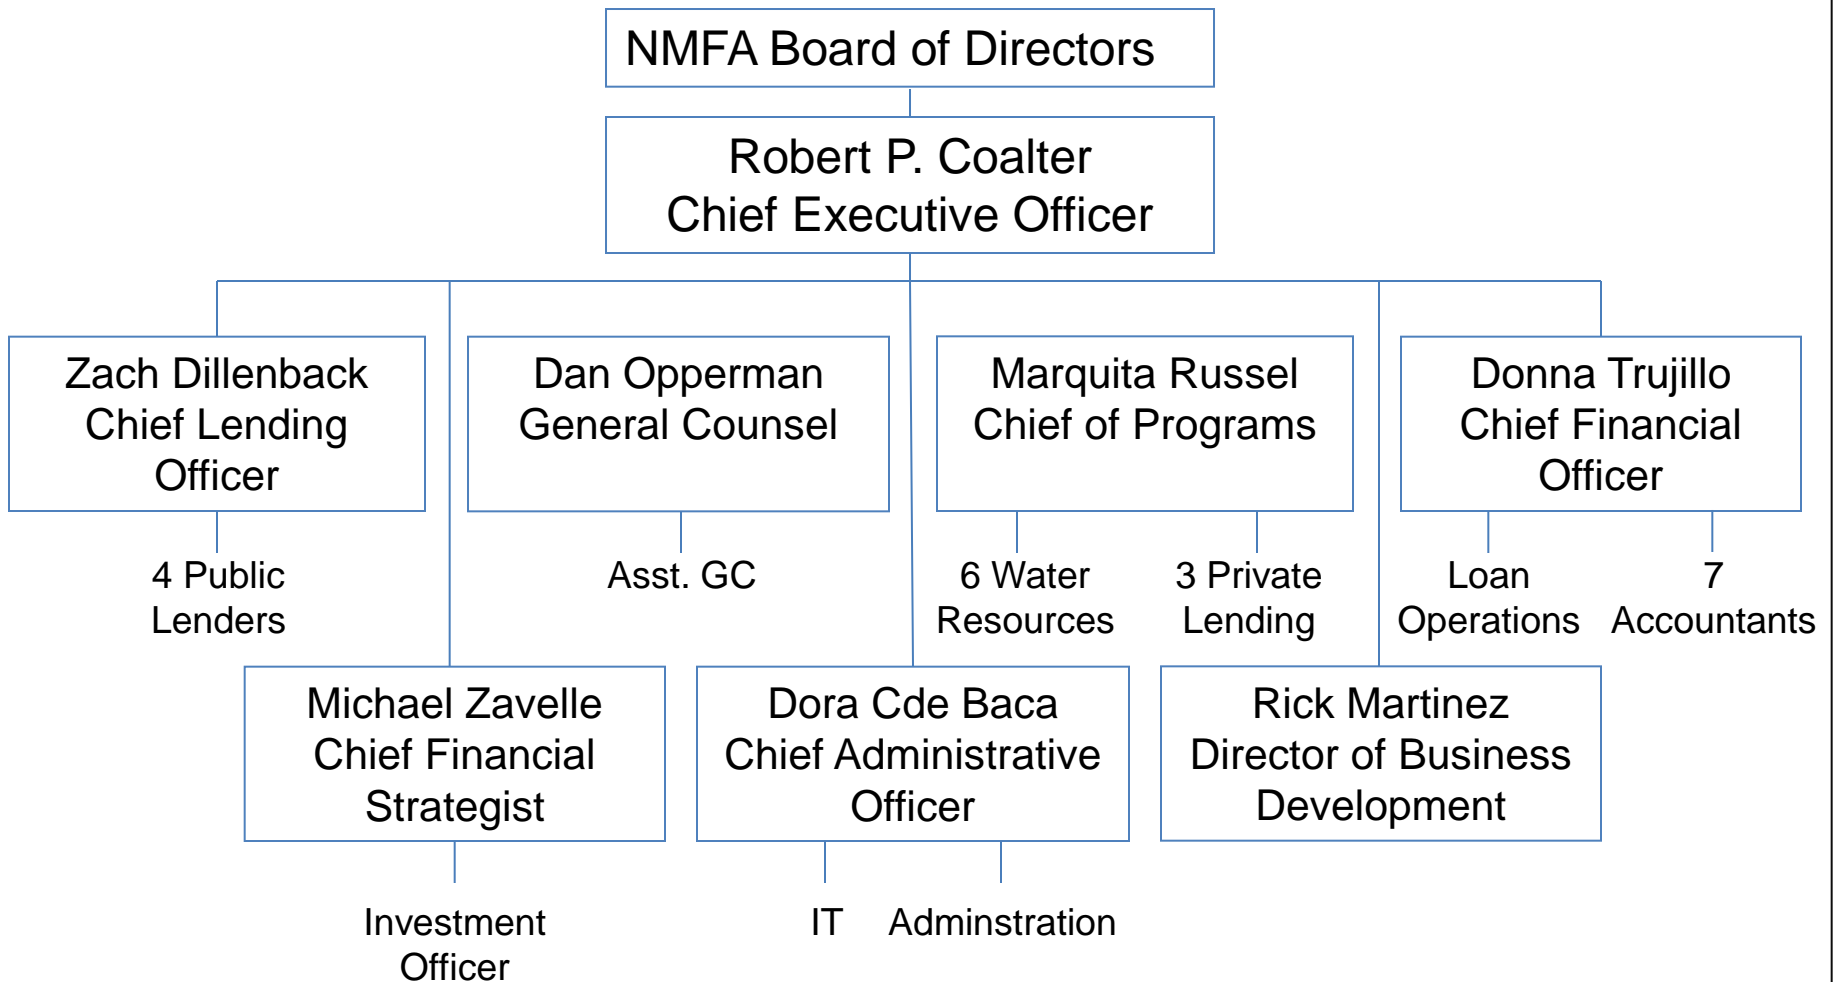 NMFA Board of Directors
Robert P. Coalter
Chief Executive Officer
Zach Dillenback
Chief Lending
Officer
Dan Opperman
General Counsel
Marquita Russel
Chief of Programs
Donna Trujillo
Chief Financial
Officer
4 Public
Lenders
Asst. GC
6 Water
Resources
3 Private
Lending
Loan
Operations
7
Accountants
Michael Zavelle
Chief Financial
Strategist
Dora Cde Baca
Chief Administrative
Officer
Rick Martinez
Director of Business
Development
Investment
Officer
IT
Adminstration